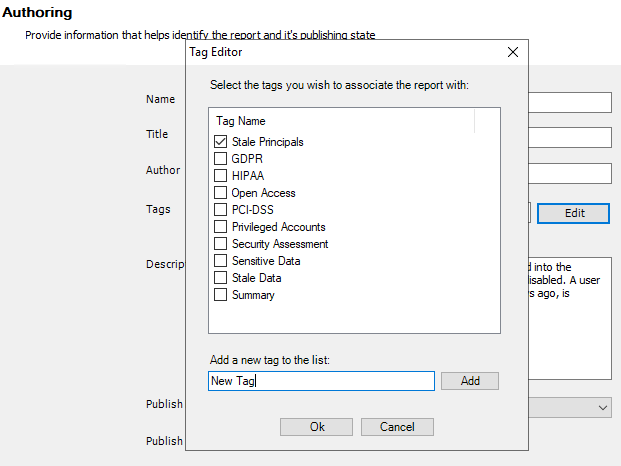 Authoring
Provide information that helps identify the report and it's publishing state
Tag Editor
Select the tags you wish to associate the report with:
Name
Title
Author
Tags
Edit
Tag Name
Stale Principals
GDPR
HIPAA
Open Access
PCI-DSS
Privileged Accounts
Security Assessment
Sensitive Data
Stale Data
Summary
Descrip
into the
disabled. A user
ago, is
Add a new tag to the list:
New Tag
Add
Publish
Ok
Cancel
Publish